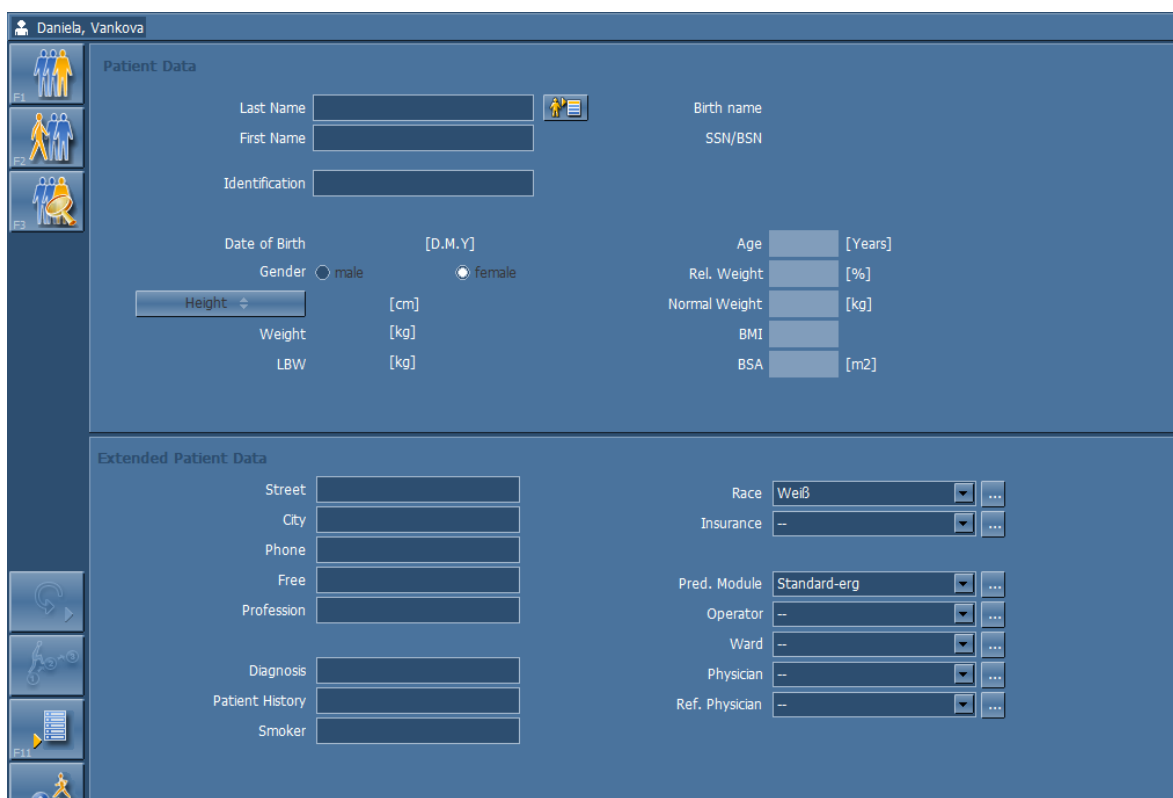 Daniela, Vankova
F1
F2
F3
Patient Data
Last Name
Birth name
First Name
SSN/BSN
Identification
Date of Birth [D.M.Y]
Age [Years]
Gender male female
Rel. Weight [%]
Height [cm]
Normal Weight [kg]
Weight [kg]
BMI
LBW [kg]
BSA [m2]
Extended Patient Data
Street
Race Weiß ...
City
Insurance -- ...
Phone
Free
Pred. Module Standard-erg ...
Profession
Operator -- ...
Ward -- ...
Diagnosis
Physician -- ...
Patient History
Ref. Physician -- ...
Smoker
F11